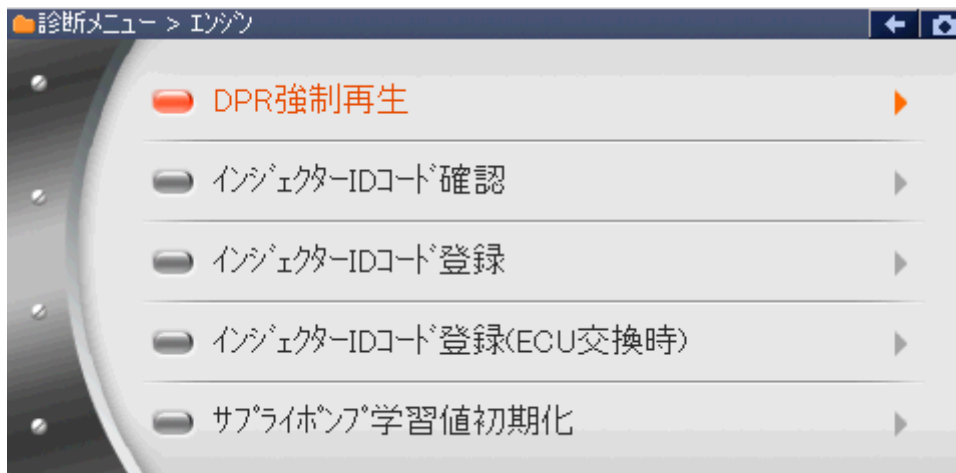 診断メニュー > エンジン
DPR強制再生
インジェクターIDコード確認
インジェクターIDコード登録
インジェクターIDコード登録(ECU交換時)
サプライポンプ学習値初期化